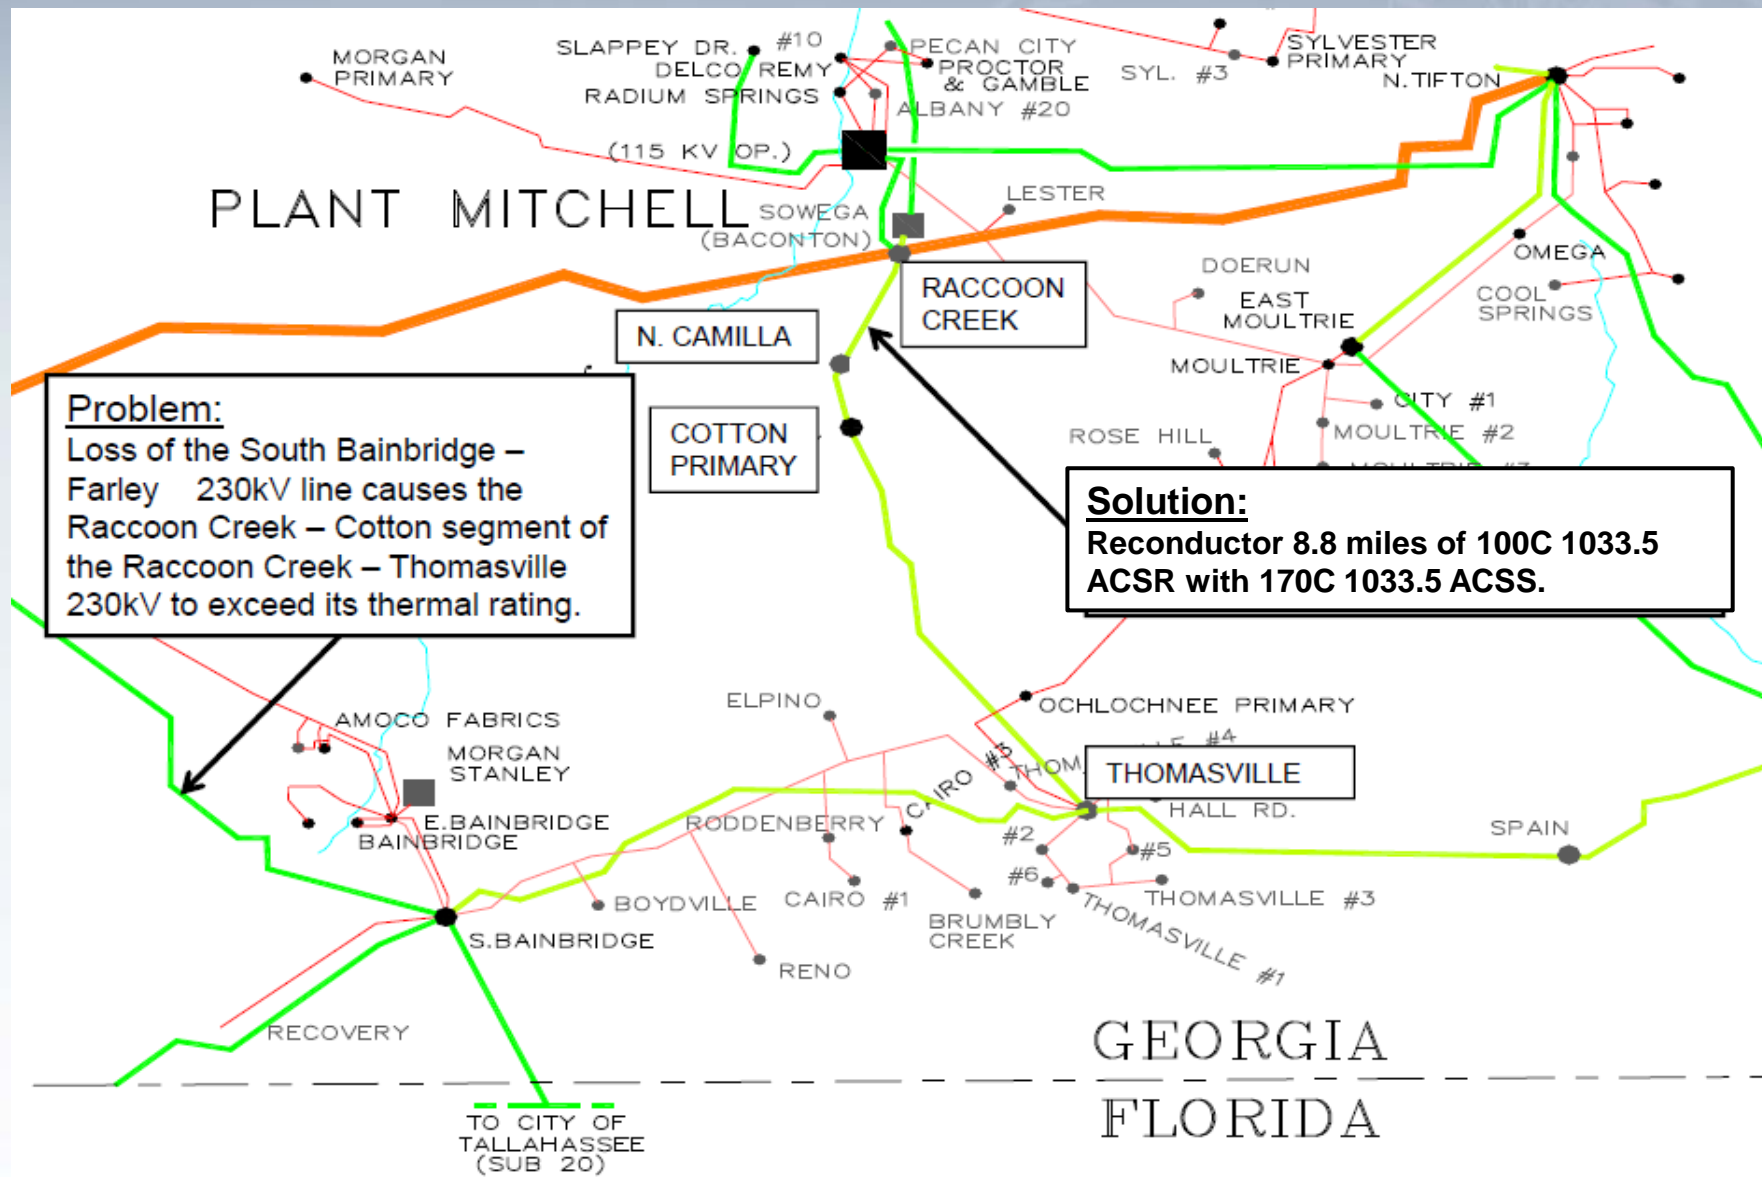 MORGAN
PRIMARY
SLAPPEY DR.
#10
DELCO REMY
RADIUM SPRINGS
PECAN CITY
PROCTOR
& GAMBLE
ALBANY #20
SYL. #3
SYLVESTER
PRIMARY
N.TIFTON
(115 KV OP.)
PLANT MITCHELL
SOWEGA
(BACONTON)
LESTER
OMEGA
DOERUN
EAST
MOULTRIE
COOL
SPRINGS
RACCOON
CREEK
N. CAMILLA
MOULTRIE
CITY #1
MOULTRIE #2
ROSE HILL
MOULTRIE #3
COTTON
PRIMARY
Problem:
Loss of the South Bainbridge –
Farley 230kV line causes the
Raccoon Creek – Cotton segment of
the Raccoon Creek – Thomasville
230kV to exceed its thermal rating.
Solution:
Reconductor 8.8 miles of 100C 1033.5
ACSR with 170C 1033.5 ACSS.
ELPINO
OCHLOCHNEE PRIMARY
AMOCO FABRICS
MORGAN
STANLEY
#4
CAIRO #3
THOMASVILLE
HALL RD.
E.BAINBRIDGE
BAINBRIDGE
RODDENBERRY
#2
#5
#6
SPAIN
BOYDVILLE
CAIRO #1
BRUMBLY
CREEK
THOMASVILLE #3
THOMASVILLE #1
S.BAINBRIDGE
RENO
RECOVERY
GEORGIA
FLORIDA
TO CITY OF
TALLAHASSEE
(SUB 20)